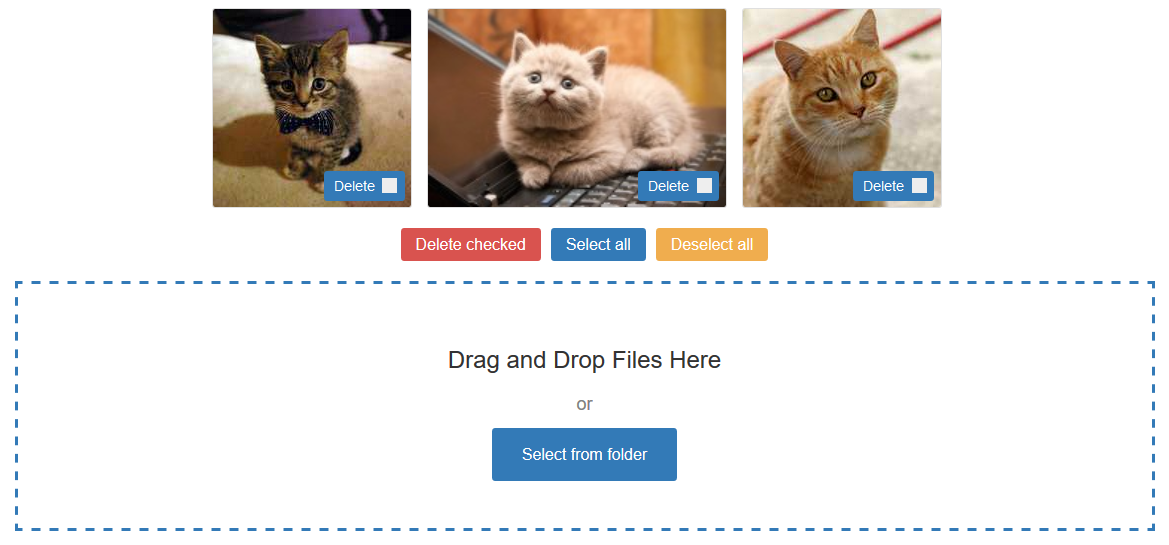 Delete
Delete
Delete
Delete checked
Select all
Deselect all
Drag and Drop Files Here
or
Select from folder